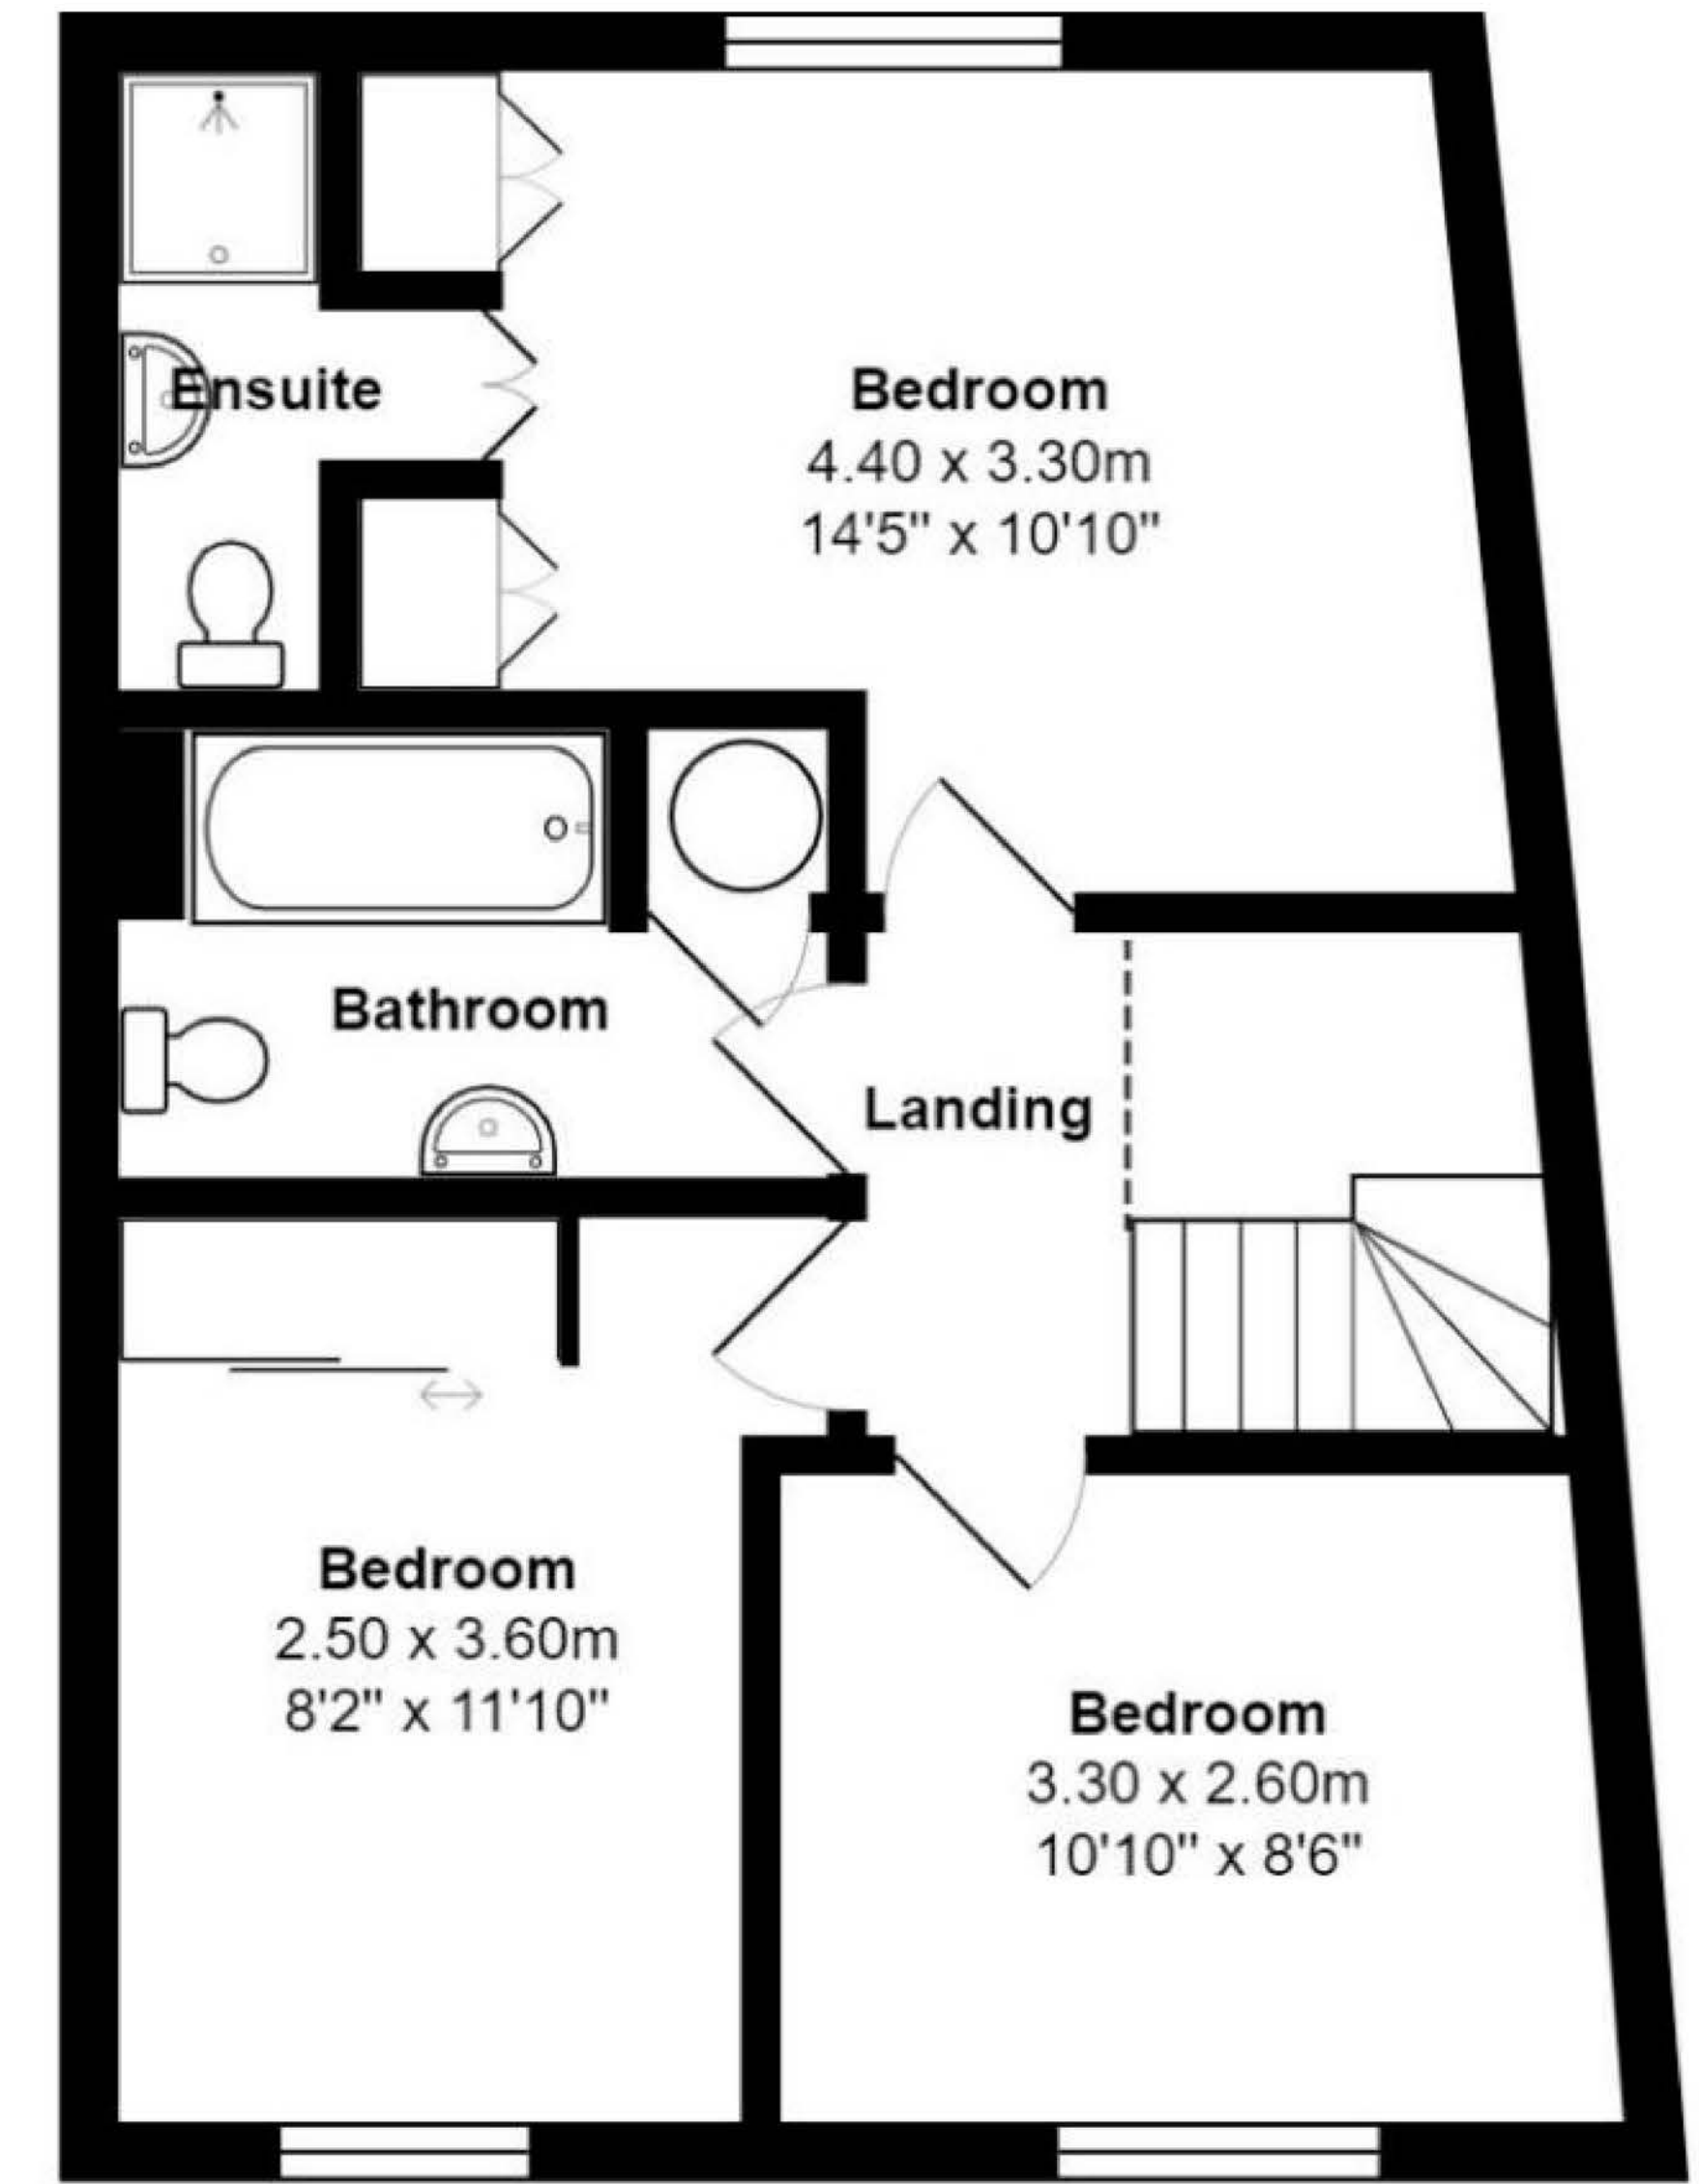 Ensuite
Bedroom
4.40 x 3.30m
14'5" x 10'10"
Bathroom
Landing
Bedroom
2.50 x 3.60m
8'2" x 11'10"
Bedroom
3.30 x 2.60m
10'10" x 8'6"